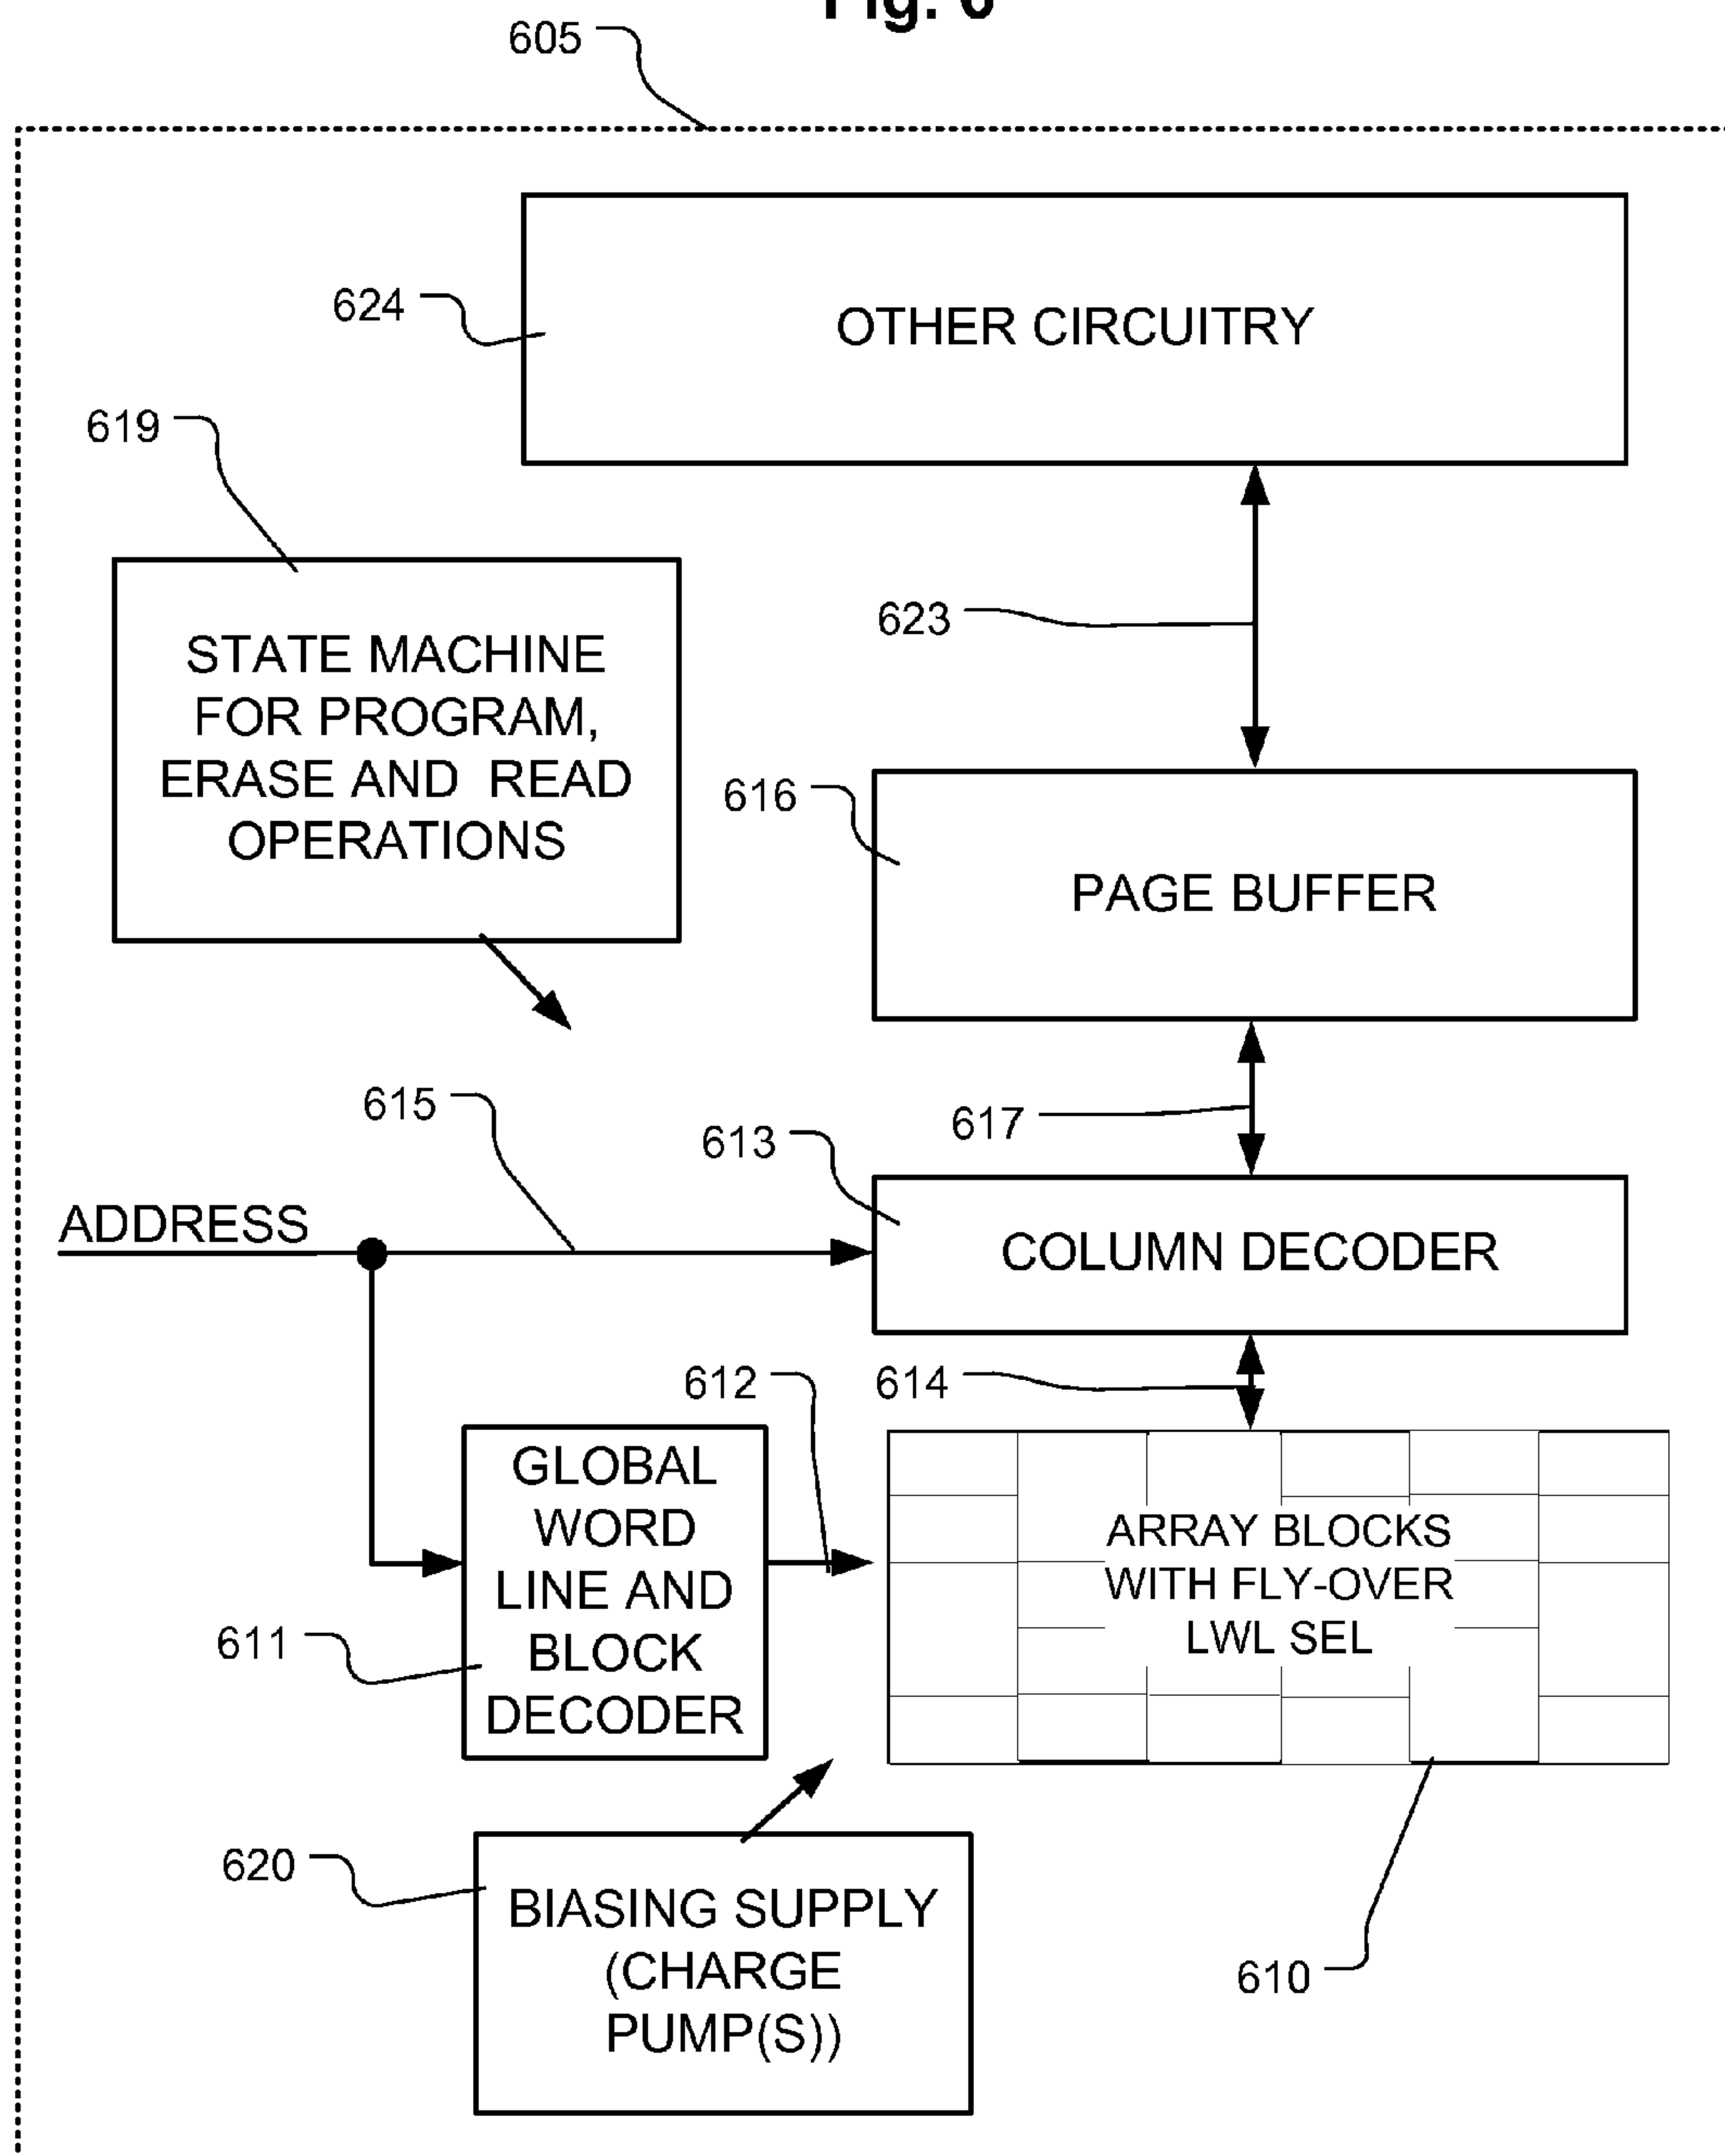 Fig. 6
605
624
OTHER CIRCUITRY
619
STATE MACHINE
FOR PROGRAM,
ERASE AND READ
OPERATIONS
623
616
PAGE BUFFER
615
617
613
ADDRESS
COLUMN DECODER
612
614
GLOBAL
WORD
LINE AND
BLOCK
DECODER
611
ARRAY BLOCKS
WITH FLY-OVER
LWL SEL
620
BIASING SUPPLY
(CHARGE
PUMP(S))
610